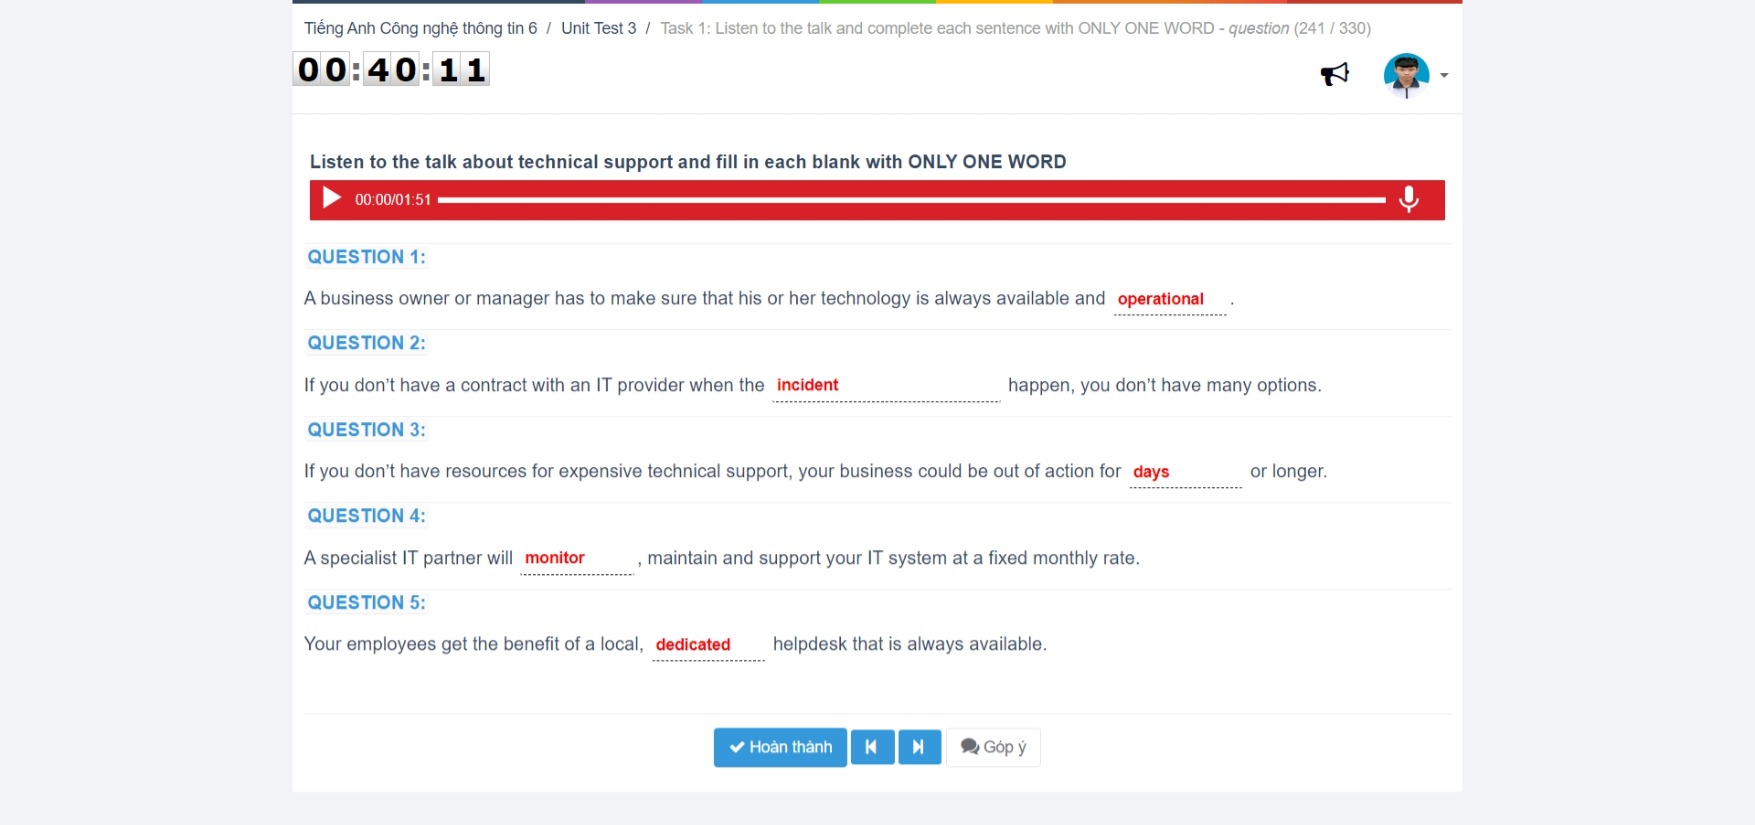 Tiếng Anh Công nghệ thông tin 6 / Unit Test 3 / Task 1: Listen to the talk and complete each sentence with ONLY ONE WORD - question (241 / 330)
00:40:11
Listen to the talk about technical support and fill in each blank with ONLY ONE WORD
00:00/01:51
QUESTION 1:
A business owner or manager has to make sure that his or her technology is always available and operational .
QUESTION 2:
If you don’t have a contract with an IT provider when the incident happen, you don’t have many options.
QUESTION 3:
If you don’t have resources for expensive technical support, your business could be out of action for days or longer.
QUESTION 4:
A specialist IT partner will monitor , maintain and support your IT system at a fixed monthly rate.
QUESTION 5:
Your employees get the benefit of a local, dedicated helpdesk that is always available.
Hoàn thành Góp ý